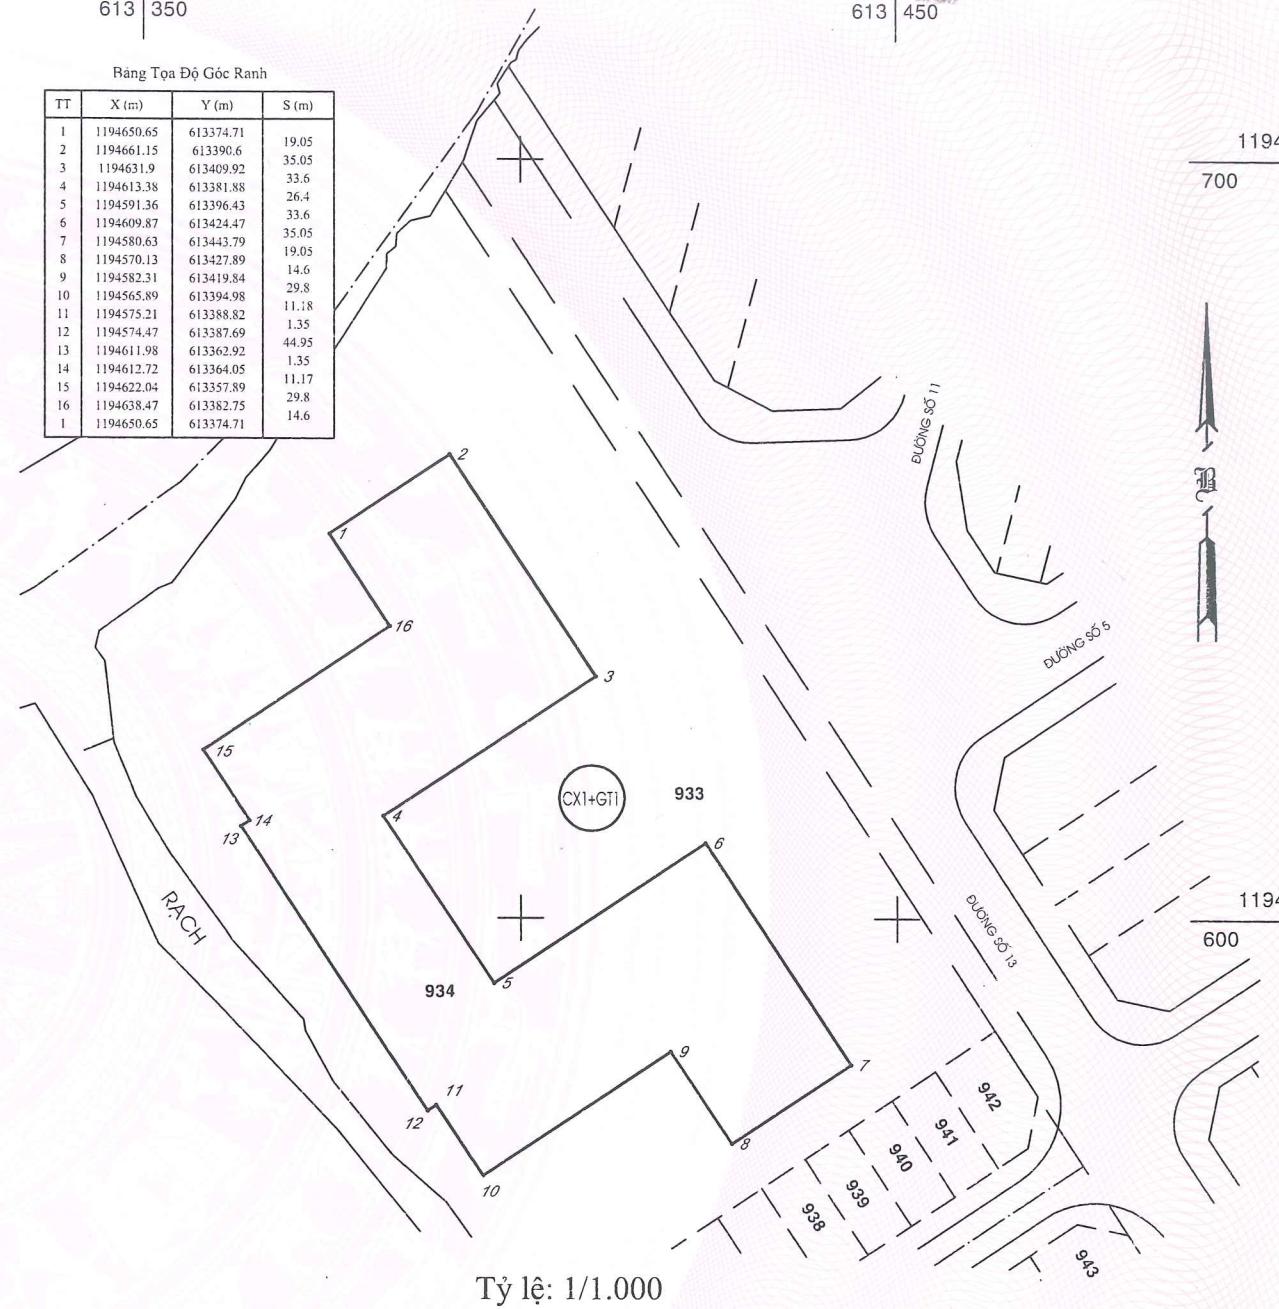 613 350
613 450
Bảng Tọa Độ Góc Ranh
TT X (m) Y (m) S (m)
1 1194650.65 613374.71
19.05
2 1194661.15 613390.6
35.05
3 1194631.9 613409.92
33.6
4 1194613.38 613381.88
26.4
5 1194591.36 613396.43
33.6
6 1194609.87 613424.47
35.05
7 1194580.63 613443.79
19.05
8 1194570.13 613427.89
14.6
9 1194582.31 613419.84
29.8
10 1194565.89 613394.98
11.18
11 1194575.21 613388.82
1.35
12 1194574.47 613387.69
44.95
13 1194611.98 613362.92
1.35
14 1194612.72 613364.05
11.17
15 1194622.04 613357.89
29.8
16 1194638.47 613382.75
14.6
1 1194650.65 613374.71
1194
700
ĐƯỜNG SỐ 11
B
2
1
16
ĐƯỜNG SỐ 5
3
15
CX1+GT1
933
4
14
13
6
RẠCH
ĐƯỜNG SỐ 13
1194
600
5
934
9
7
11
12
8
10
942
941
940
939
938
943
Tỷ lệ: 1/1.000